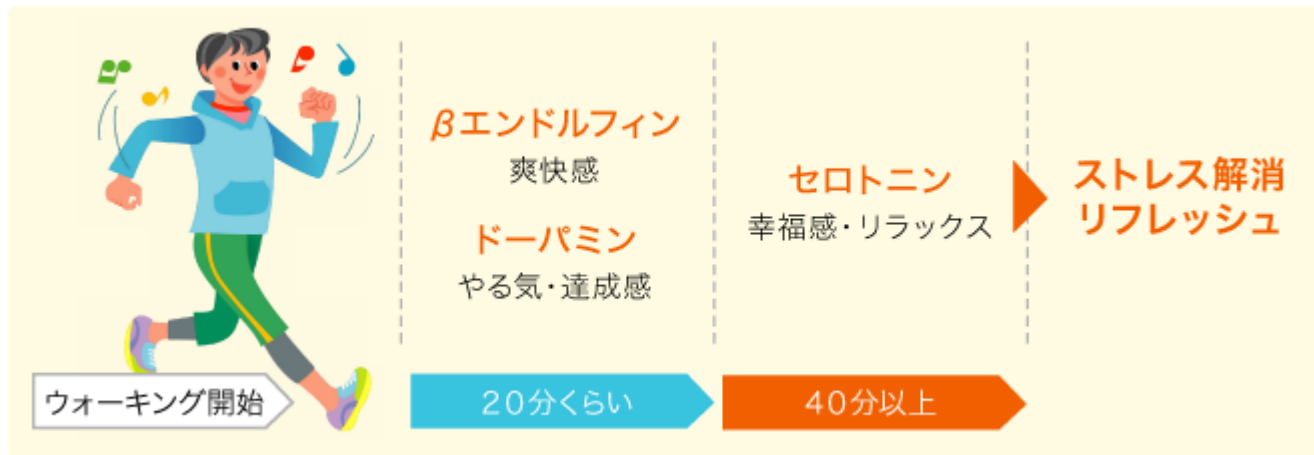 βエンドルフィン
爽快感
ドーパミン
やる気・達成感
セロトニン
幸福感・リラックス
ストレス解消
リフレッシュ
ウォーキング開始
20分くらい
40分以上